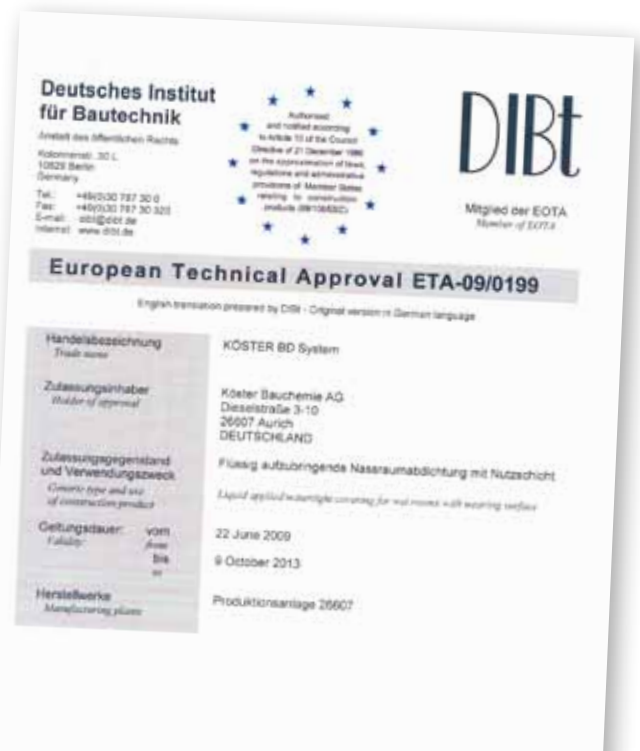 Deutsches Institut
für Bautechnik
Anstalt des öffentlichen Rechts
Kolonnenstr. 30 L
10829 Berlin
Germany
Tel.: +49(0)30 787 30 0
Fax: +49(0)30 787 30 320
E-mail: dibt@dibt.de
Internet: www.dibt.de
Authorised
and notified according
to Article 10 of the Council
Directive of 21 December 1988
on the approximation of laws,
regulations and administrative
provisions of Member States
relating to construction
products (89/106/EEC)
DIBt
Mitglied der EOTA
Member of EOTA
European Technical Approval ETA-09/0199
English translation prepared by DIBt - Original version in German language
Handelsbezeichnung
Trade name
KÖSTER BD System
Zulassungsinhaber
Holder of approval
Köster Bauchemie AG
Dieselstraße 3-10
26607 Aurich
DEUTSCHLAND
Zulassungsgegenstand
und Verwendungszweck
Generic type and use
of construction product
Flüssig aufzubringende Nassraumabdichtung mit Nutzschicht
Liquid applied watertight covering for wet rooms with wearing surface
Geltungsdauer: vom
Validity: from
22 June 2009
bis
to
9 October 2013
Herstellwerke
Manufacturing plants
Produktionsanlage 26607